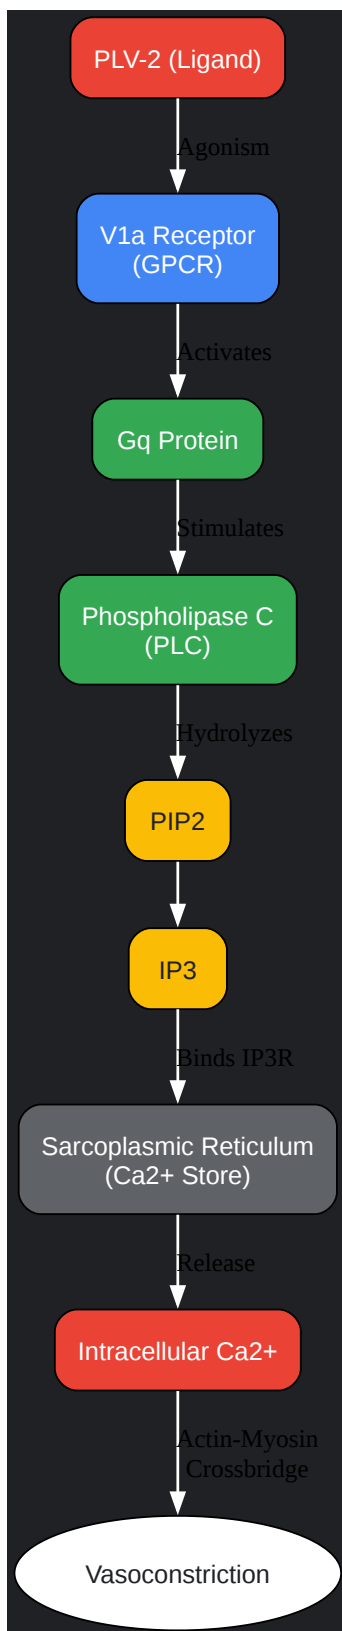 PLV-2 (Ligand)
Agonism
V1a Receptor
(GPCR)
Activates
Gq Protein
Stimulates
Phospholipase C
(PLC)
Hydrolyzes
PIP2
IP3
Binds IP3R
Sarcoplasmic Reticulum
(Ca2+ Store)
Release
Intracellular Ca2+
Actin-Myosin
Crossbridge
Vasoconstriction